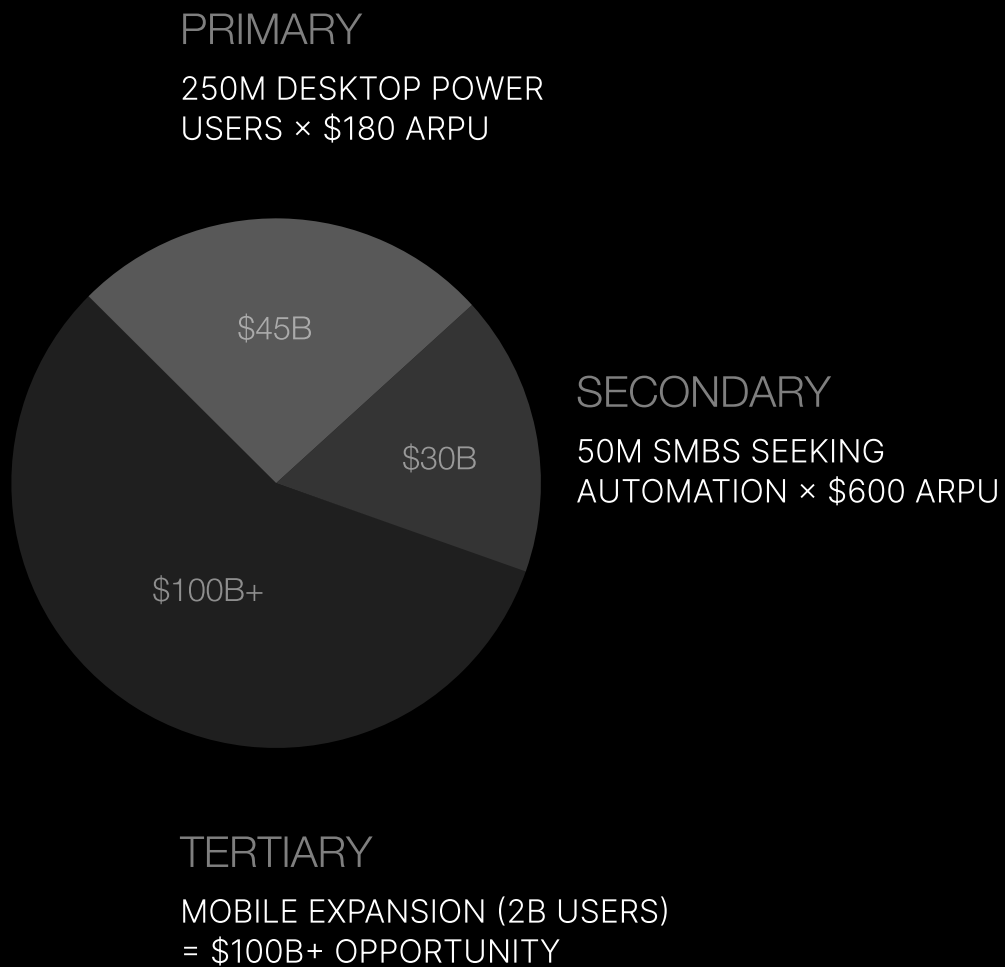 PRIMARY
250M DESKTOP POWER
USERS × $180 ARPU
$45B
SECONDARY
$30B
50M SMBS SEEKING
AUTOMATION × $600 ARPU
$100B+
TERTIARY
MOBILE EXPANSION (2B USERS)
= $100B+ OPPORTUNITY